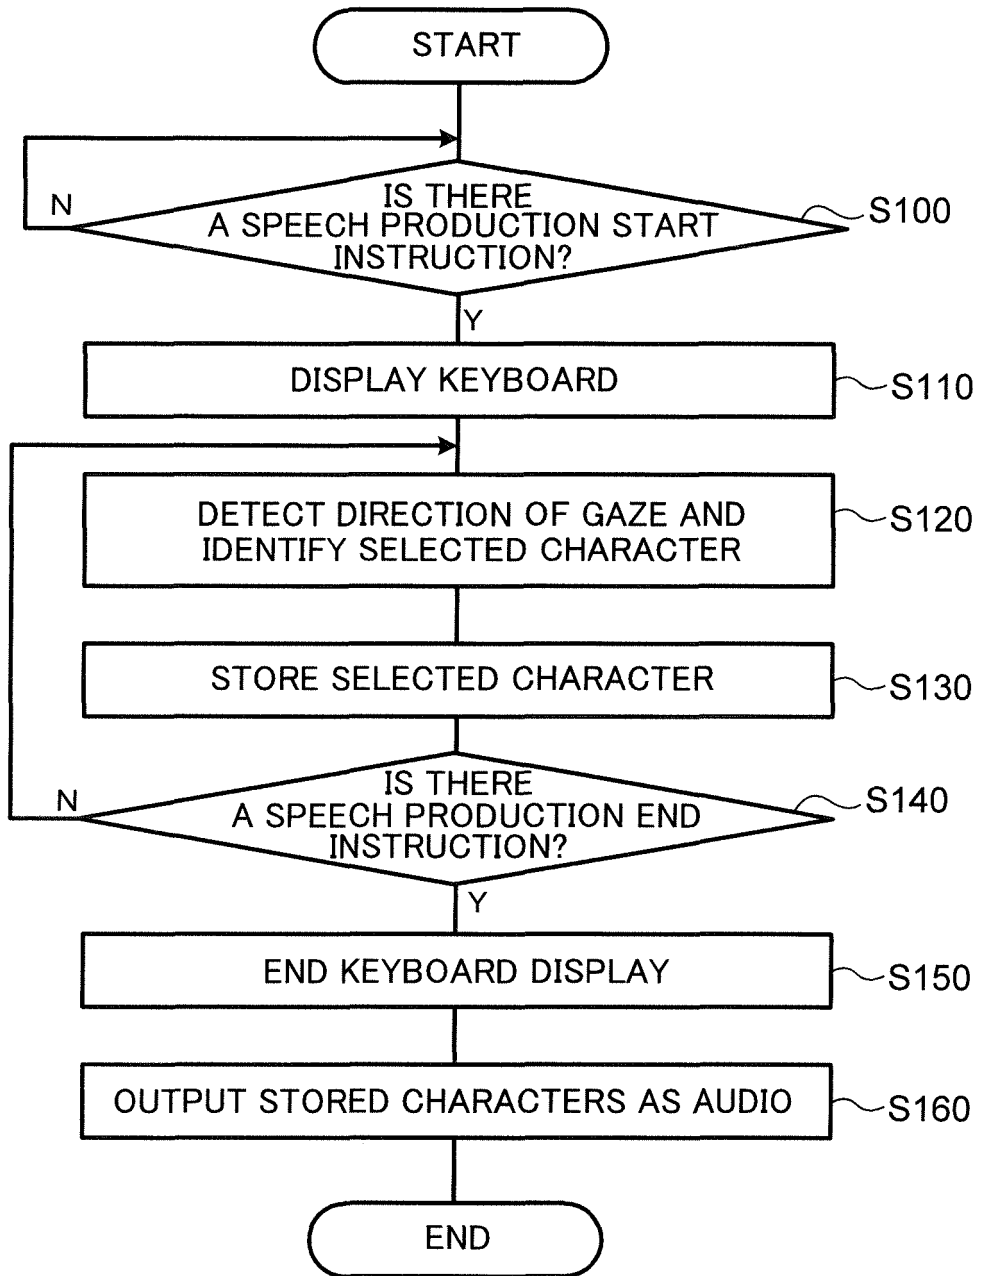 START
N
IS THERE
A SPEECH PRODUCTION START
INSTRUCTION?
S100
Y
DISPLAY KEYBOARD
S110
DETECT DIRECTION OF GAZE AND
IDENTIFY SELECTED CHARACTER
S120
STORE SELECTED CHARACTER
S130
N
IS THERE
A SPEECH PRODUCTION END
INSTRUCTION?
S140
Y
END KEYBOARD DISPLAY
S150
OUTPUT STORED CHARACTERS AS AUDIO
S160
END